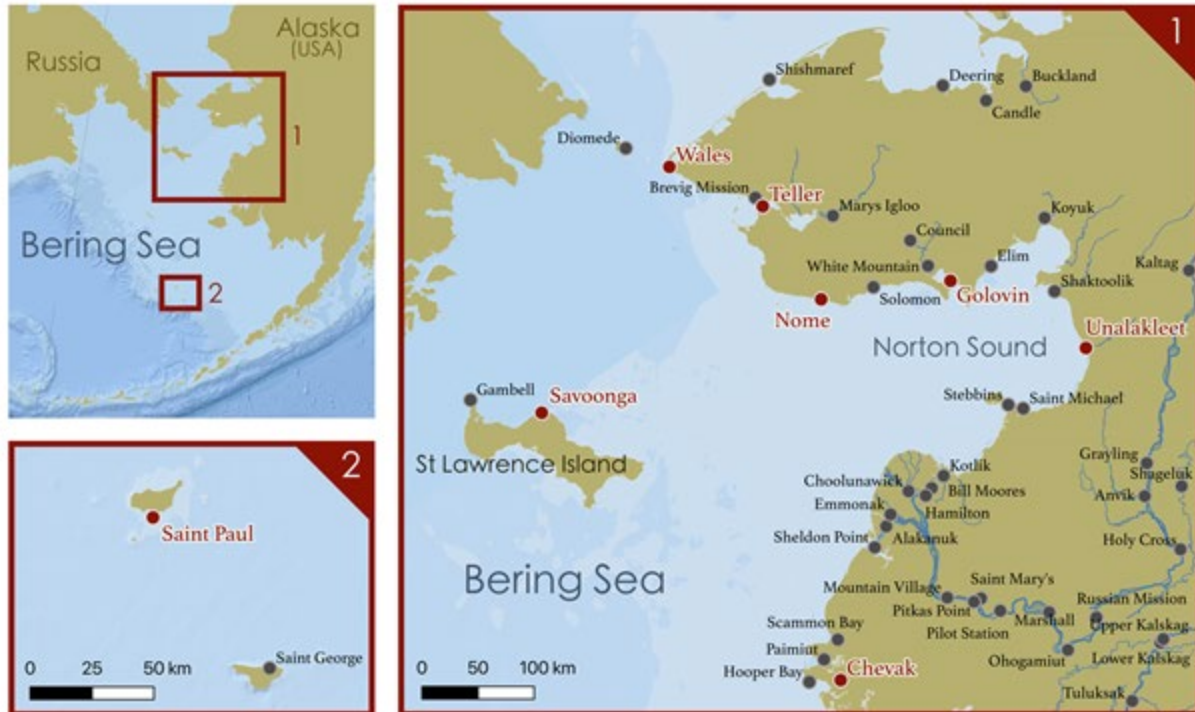 Russia
Alaska
(USA)
1
Bering Sea
2
2
Saint Paul
Saint George
0 25 50 km
1
Shishmaref
Deering
Buckland
Candle
Diomede
Wales
Brevig Mission
Teller
Marys Igloo
Koyuk
Council
White Mountain
Elim
Kaltag
Shaktoolik
Solomon
Golovin
Nome
Unalakleet
Norton Sound
Gambell
Savoonga
Stebbins
Saint Michael
St Lawrence Island
Kotlik
Grayling
Shageluk
Choolunawick
Bill Moores
Anvik
Emmonak
Hamilton
Sheldon Point
Alakanuk
Holy Cross
Bering Sea
Mountain Village
Saint Mary's
Pitkas Point
Russian Mission
Marshall
Upper Kalskag
Scammon Bay
Pilot Station
Paimiut
Ohogamiut
Lower Kalskag
Hooper Bay
Chevak
Tuluksak
0 50 100 km